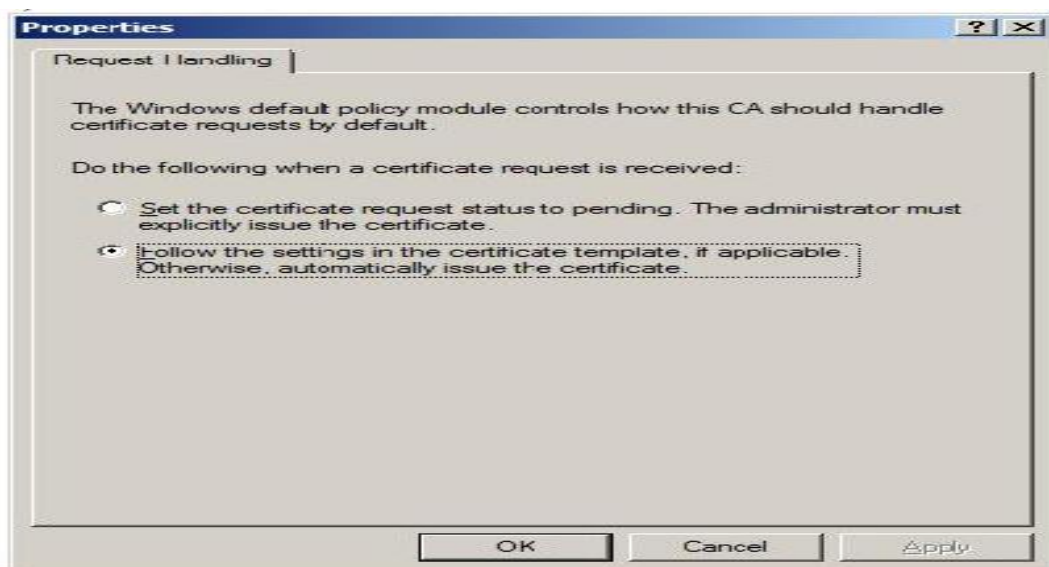 Properties
Request Handling
The Windows default policy module controls how this CA should handle
certificate requests by default.
Do the following when a certificate request is received:
Set the certificate request status to pending. The administrator must
explicitly issue the certificate.
Follow the settings in the certificate template, if applicable.
Otherwise, automatically issue the certificate.
OK
Cancel
Apply